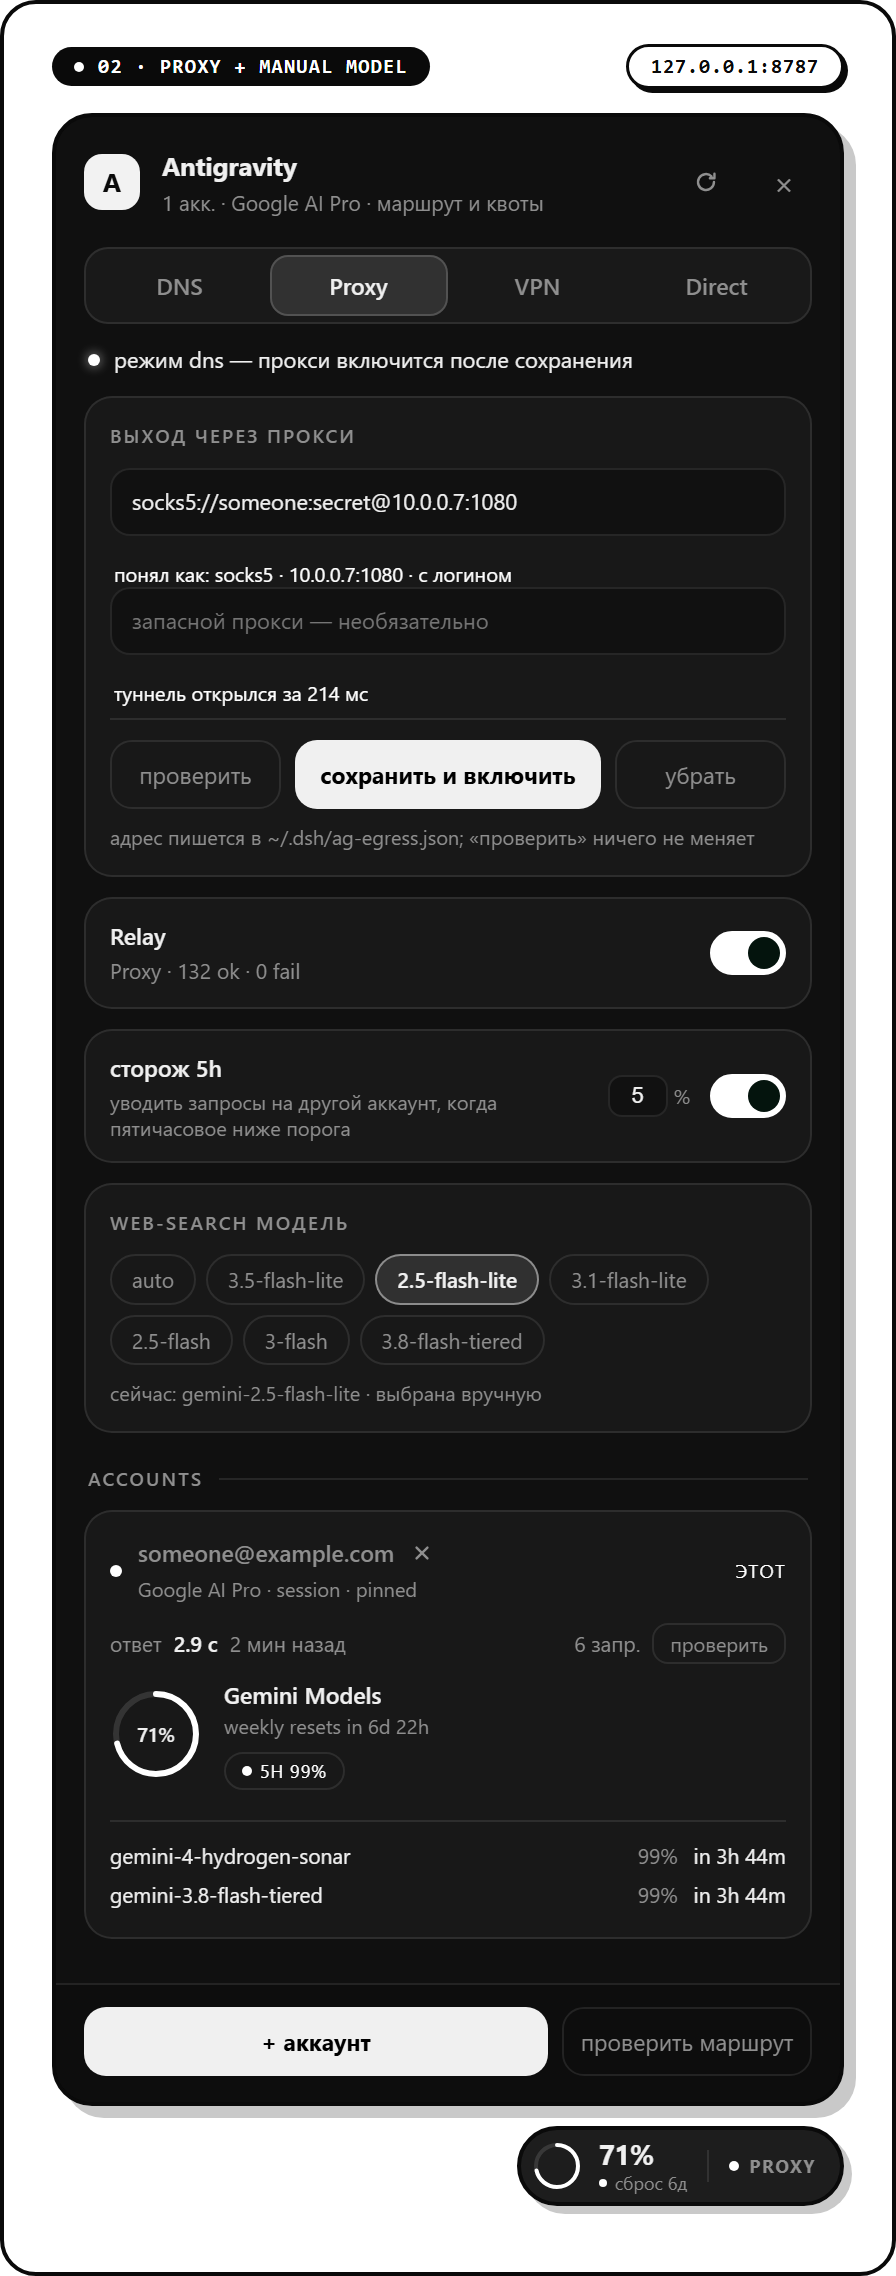 02 · PROXY + MANUAL MODEL
127.0.0.1:8787
A
Antigravity
1 акк. · Google AI Pro · маршрут и квоты
DNS
Proxy
VPN
Direct
режим dns — прокси включится после сохранения
ВЫХОД ЧЕРЕЗ ПРОКСИ
socks5://someone:secret@10.0.0.7:1080
понял как: socks5 · 10.0.0.7:1080 · с логином
запасной прокси — необязательно
туннель открылся за 214 мс
проверить
сохранить и включить
убрать
адрес пишется в ~/.dsh/ag-egress.json; «проверить» ничего не меняет
Relay
Proxy · 132 ok · 0 fail
сторож 5h
уводить запросы на другой аккаунт, когда
пятичасовое ниже порога
5 %
WEB-SEARCH МОДЕЛЬ
auto
3.5-flash-lite
2.5-flash-lite
3.1-flash-lite
2.5-flash
3-flash
3.8-flash-tiered
сейчас: gemini-2.5-flash-lite · выбрана вручную
ACCOUNTS
someone@example.com ✕
Google AI Pro · session · pinned
ЭТОТ
ответ 2.9 с 2 мин назад
6 запр.
проверить
71%
Gemini Models
weekly resets in 6d 22h
5H 99%
gemini-4-hydrogen-sonar 99% in 3h 44m
gemini-3.8-flash-tiered 99% in 3h 44m
+ аккаунт
проверить маршрут
71%
сброс 6д
PROXY